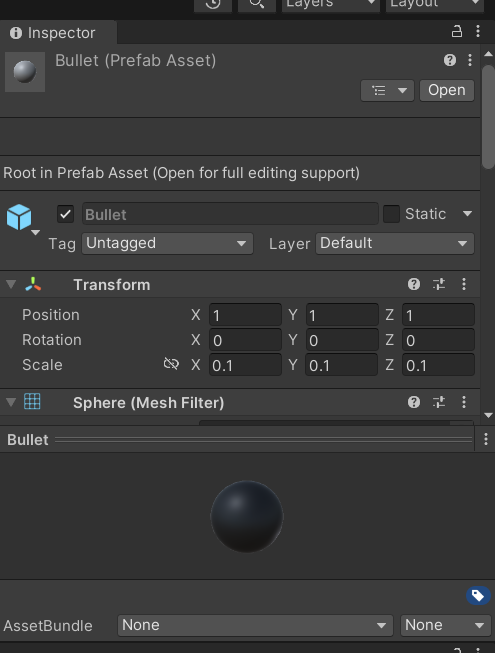 Layers Layout
Inspector
Bullet (Prefab Asset)
Open
Root in Prefab Asset (Open for full editing support)
Bullet Static
Tag Untagged Layer Default
Transform
Position X 1 Y 1 Z 1
Rotation X 0 Y 0 Z 0
Scale X 0.1 Y 0.1 Z 0.1
Sphere (Mesh Filter)
Bullet
AssetBundle None None